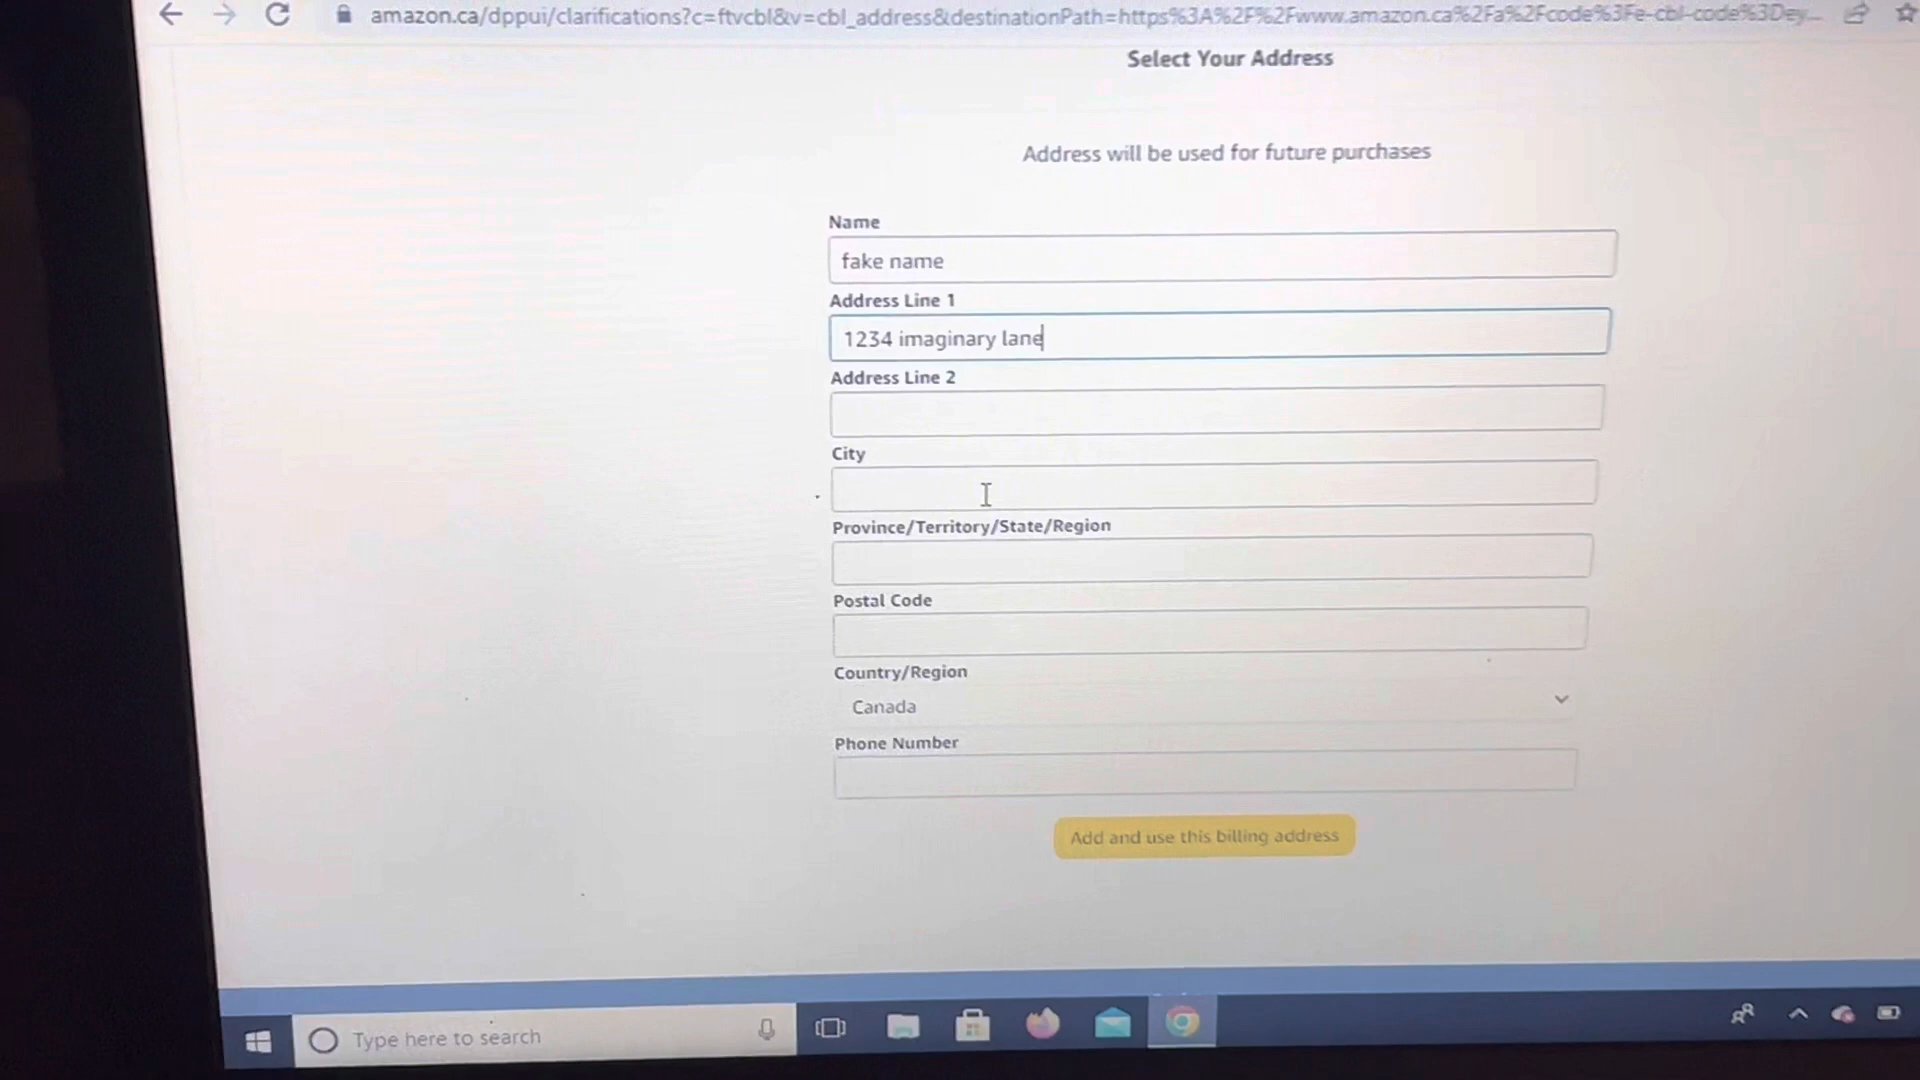 amazon.ca/dppui/clarifications?c=ftvcbl&v=cbl_address&destinationPath=https%3A%2F%2Fwww.amazon.ca%2Fa%2Fcode%3Fe-cbl-code%3Dey...
Select Your Address
Address will be used for future purchases
Name
fake name
Address Line 1
1234 imaginary lane
Address Line 2
City
Province/Territory/State/Region
Postal Code
Country/Region
Canada
Phone Number
Add and use this billing address
Type here to search